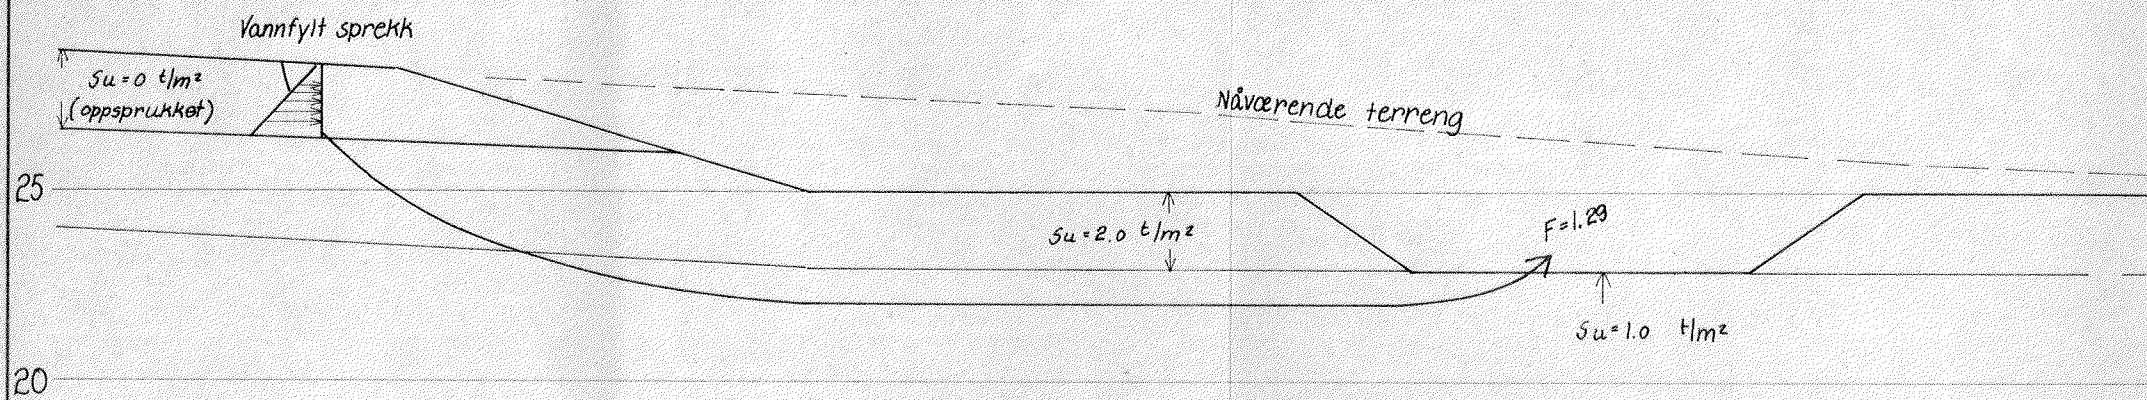 Vannfylt sprekk
Su = 0 t/m²
(oppsprukket)
Nåværende terreng
25
Su = 2.0 t/m²
F = 1.29
Su = 1.0 t/m²
20